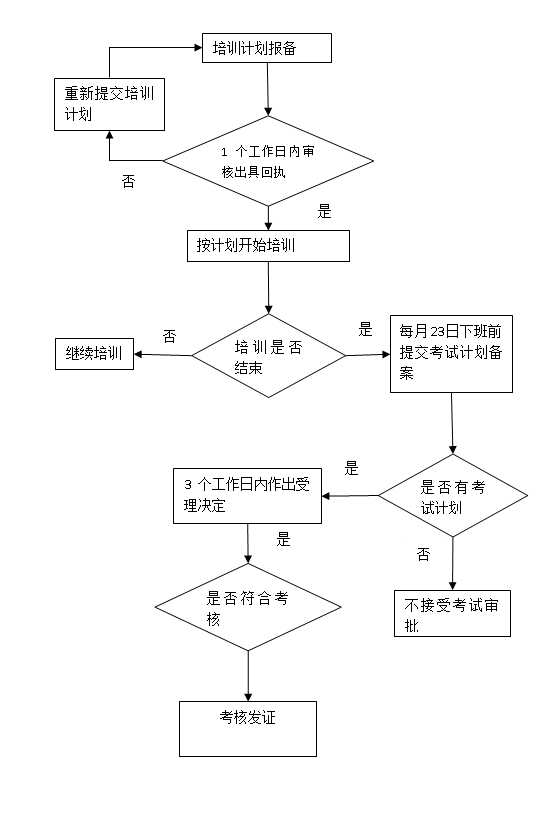 培训计划报备
重新提交培训
计划
1 个工作日内审
核出具回执
否
是
按计划开始培训
否
是
继续培训
培训是否
结束
每月23日下班前
提交考试计划备
案
是
3 个工作日内作出受
理决定
是否有考
试计划
是
否
是否符合考
核
不接受考试审
批
考核发证